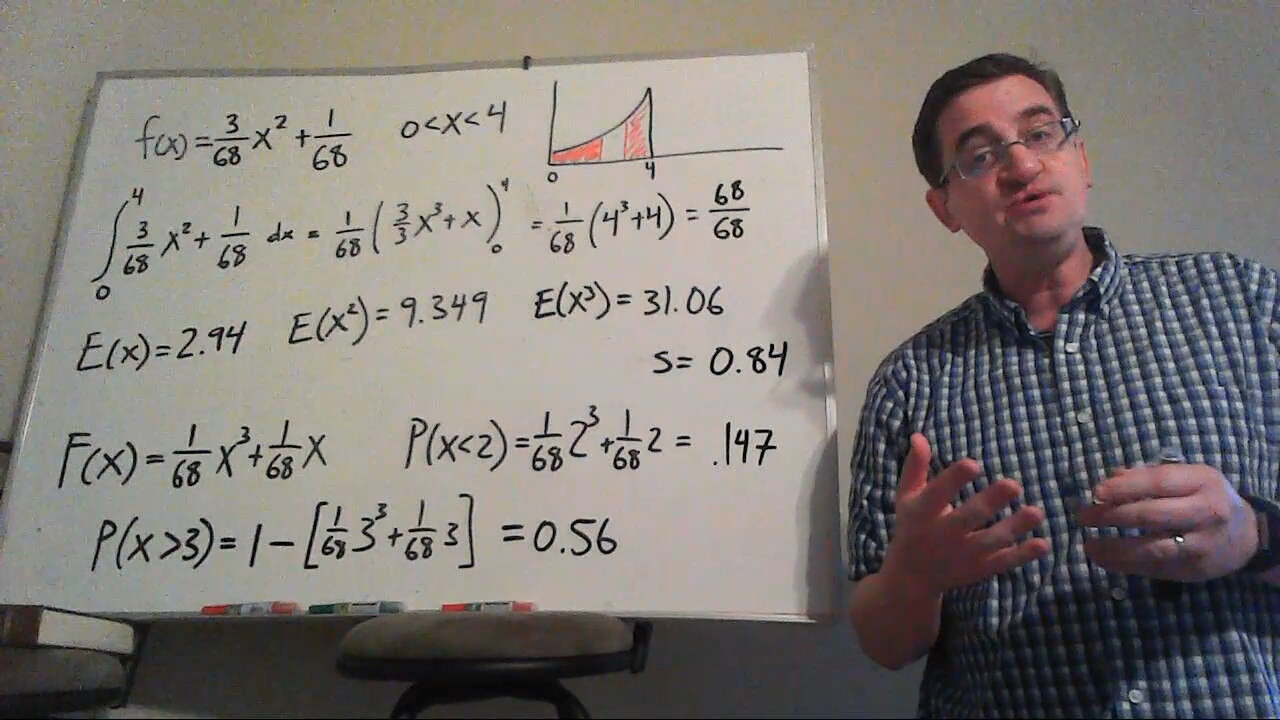 f(x) = 3/68 x² + 1/68    0 < x < 4
0    4
∫₀⁴ 3/68 x² + 1/68 dx = 1/68 ( 3/3 x³ + x )₀⁴ = 1/68 (4³ + 4) = 68/68
E(x) = 2.94    E(x²) = 9.349    E(x³) = 31.06
s = 0.84
F(x) = 1/68 x³ + 1/68 x    P(x<2) = 1/68 2³ + 1/68 2 = .147
P(x>3) = 1 - [ 1/68 3³ + 1/68 3 ] = 0.56